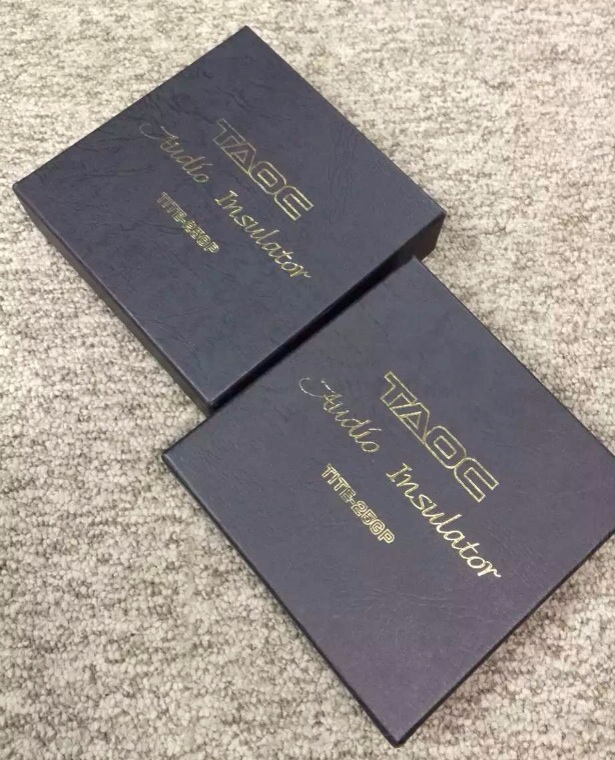 TAOC
Audio Insulator
TITE-25GP
TAOC
Audio Insulator
TITE-25GP